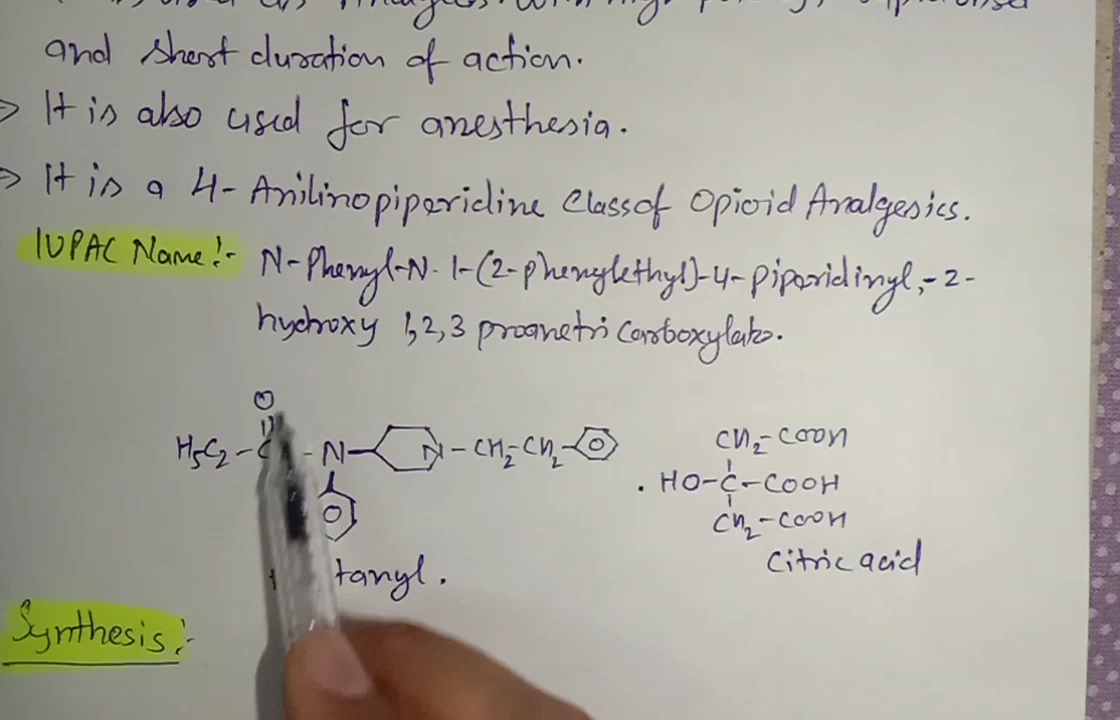 and short duration of action.
It is also used for anesthesia.
It is a 4-Anilinopiperidine Class of Opioid Analgesics.
IUPAC Name:- N-Phenyl-N-1-(2-phenylethyl)-4-piperidinyl,-2-
hydroxy 1,2,3 proanetri carboxylate.
O
H5C2-C-N N-CH2-CH2
CH2-COOH
. HO-C-COOH
CH2-COOH
tanyl.
Citric acid
Synthesis:-